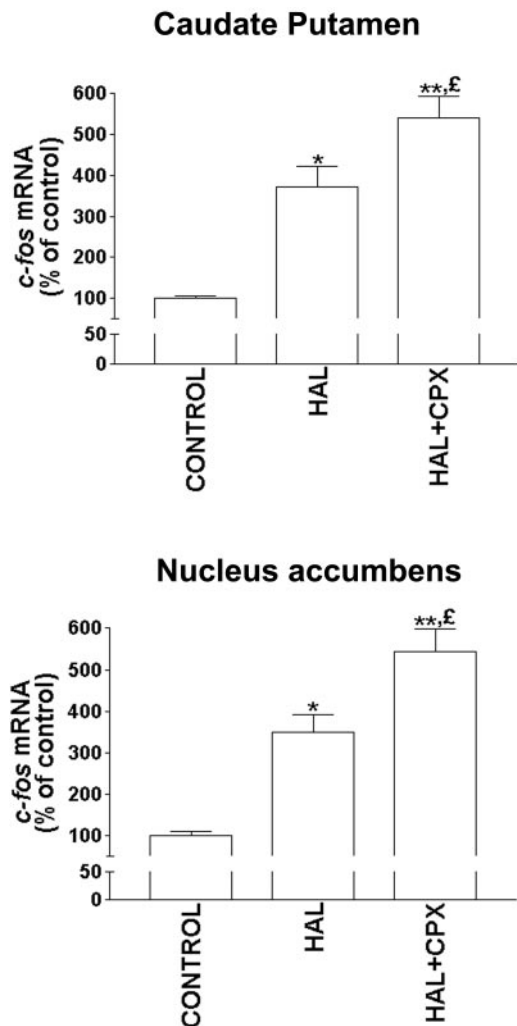 Caudate Putamen
c-fos mRNA
(% of control)
600
500
400
300
200
100
50
0
*
**,£
CONTROL
HAL
HAL+CPX
Nucleus accumbens
c-fos mRNA
(% of control)
600
500
400
300
200
100
50
0
*
**,£
CONTROL
HAL
HAL+CPX